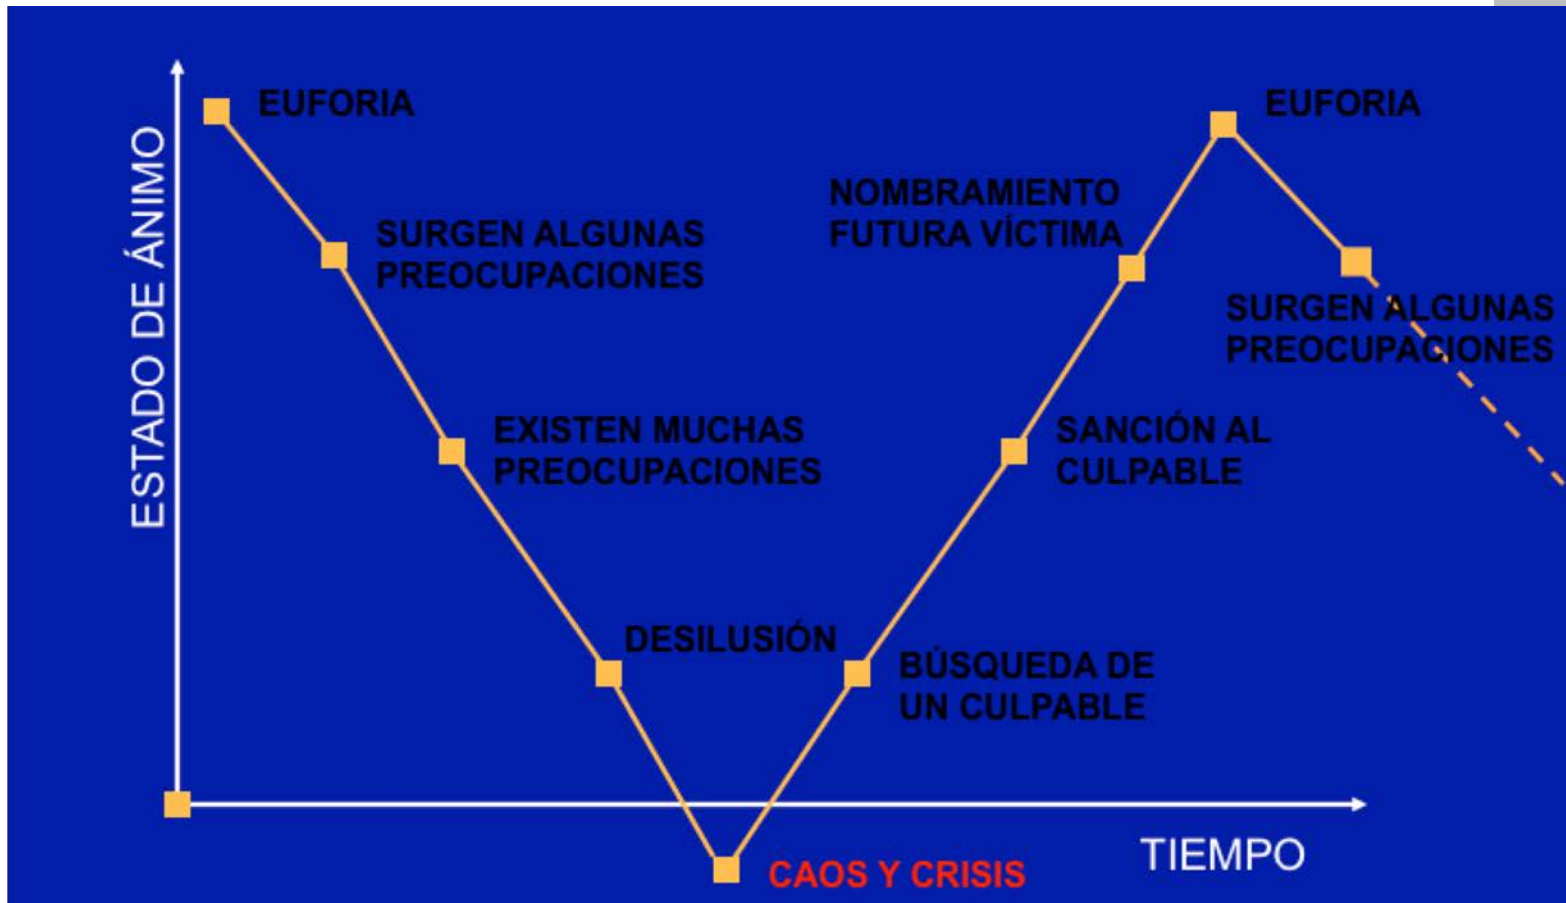 ESTADO DE ÁNIMO
EUFORIA
SURGEN ALGUNAS
PREOCUPACIONES
EXISTEN MUCHAS
PREOCUPACIONES
DESILUSIÓN
CAOS Y CRISIS
BÚSQUEDA DE
UN CULPABLE
SANCIÓN AL
CULPABLE
NOMBRAMIENTO
FUTURA VÍCTIMA
EUFORIA
SURGEN ALGUNAS
PREOCUPACIONES
TIEMPO